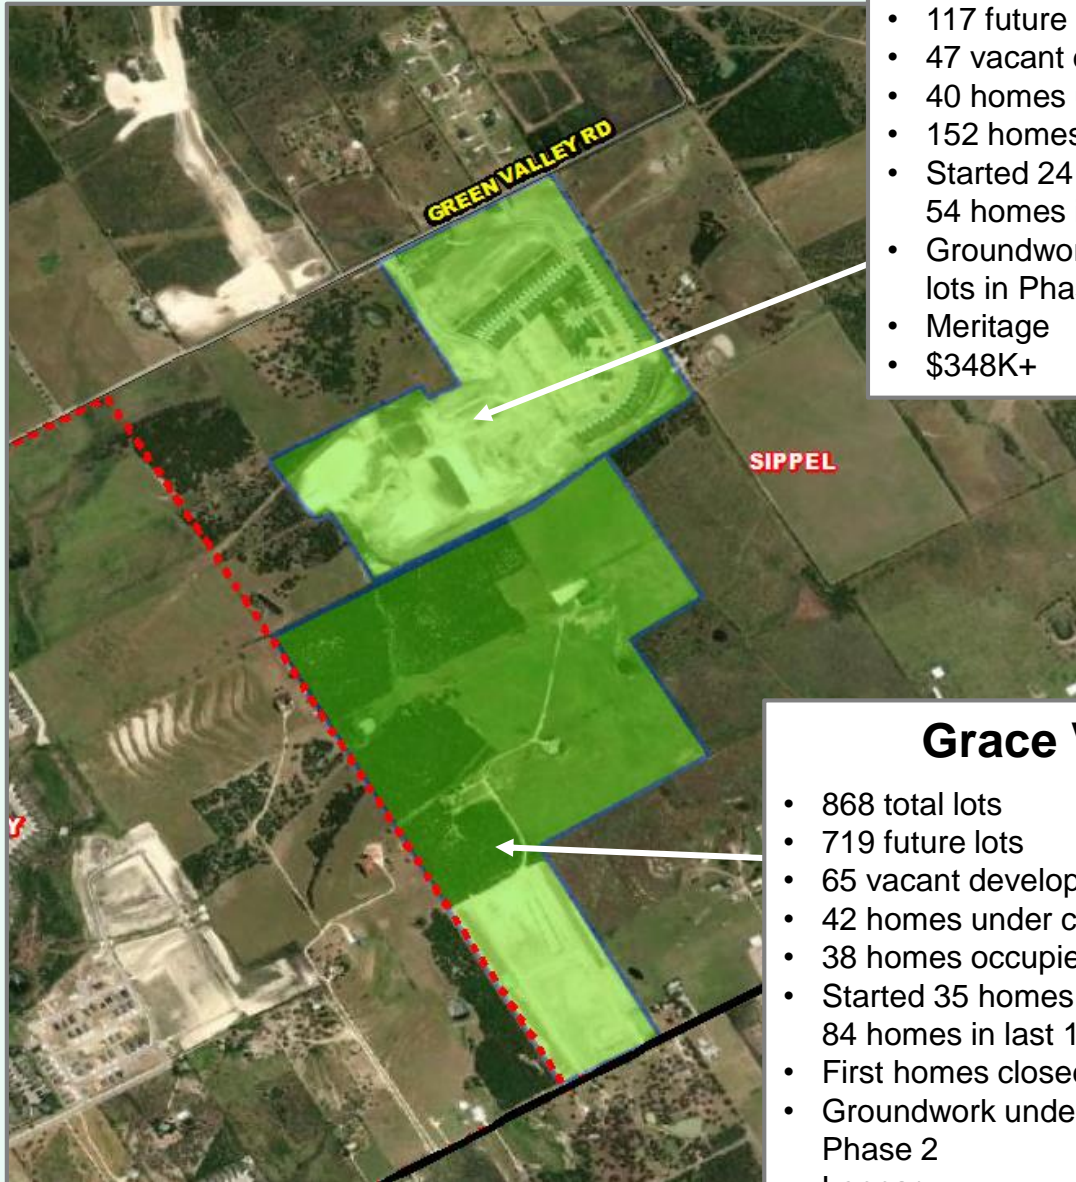 • 117 future
• 47 vacant
• 40 homes
• 152 homes
• Started 24
54 homes
• Groundwor
lots in Pha
• Meritage
• $348K+
GREEN VALLEY RD
SIPPEL
Y
Grace
• 868 total lots
• 719 future lots
• 65 vacant develop
• 42 homes under c
• 38 homes occupie
• Started 35 homes
84 homes in last 1
• First homes closed
• Groundwork unde
Phase 2